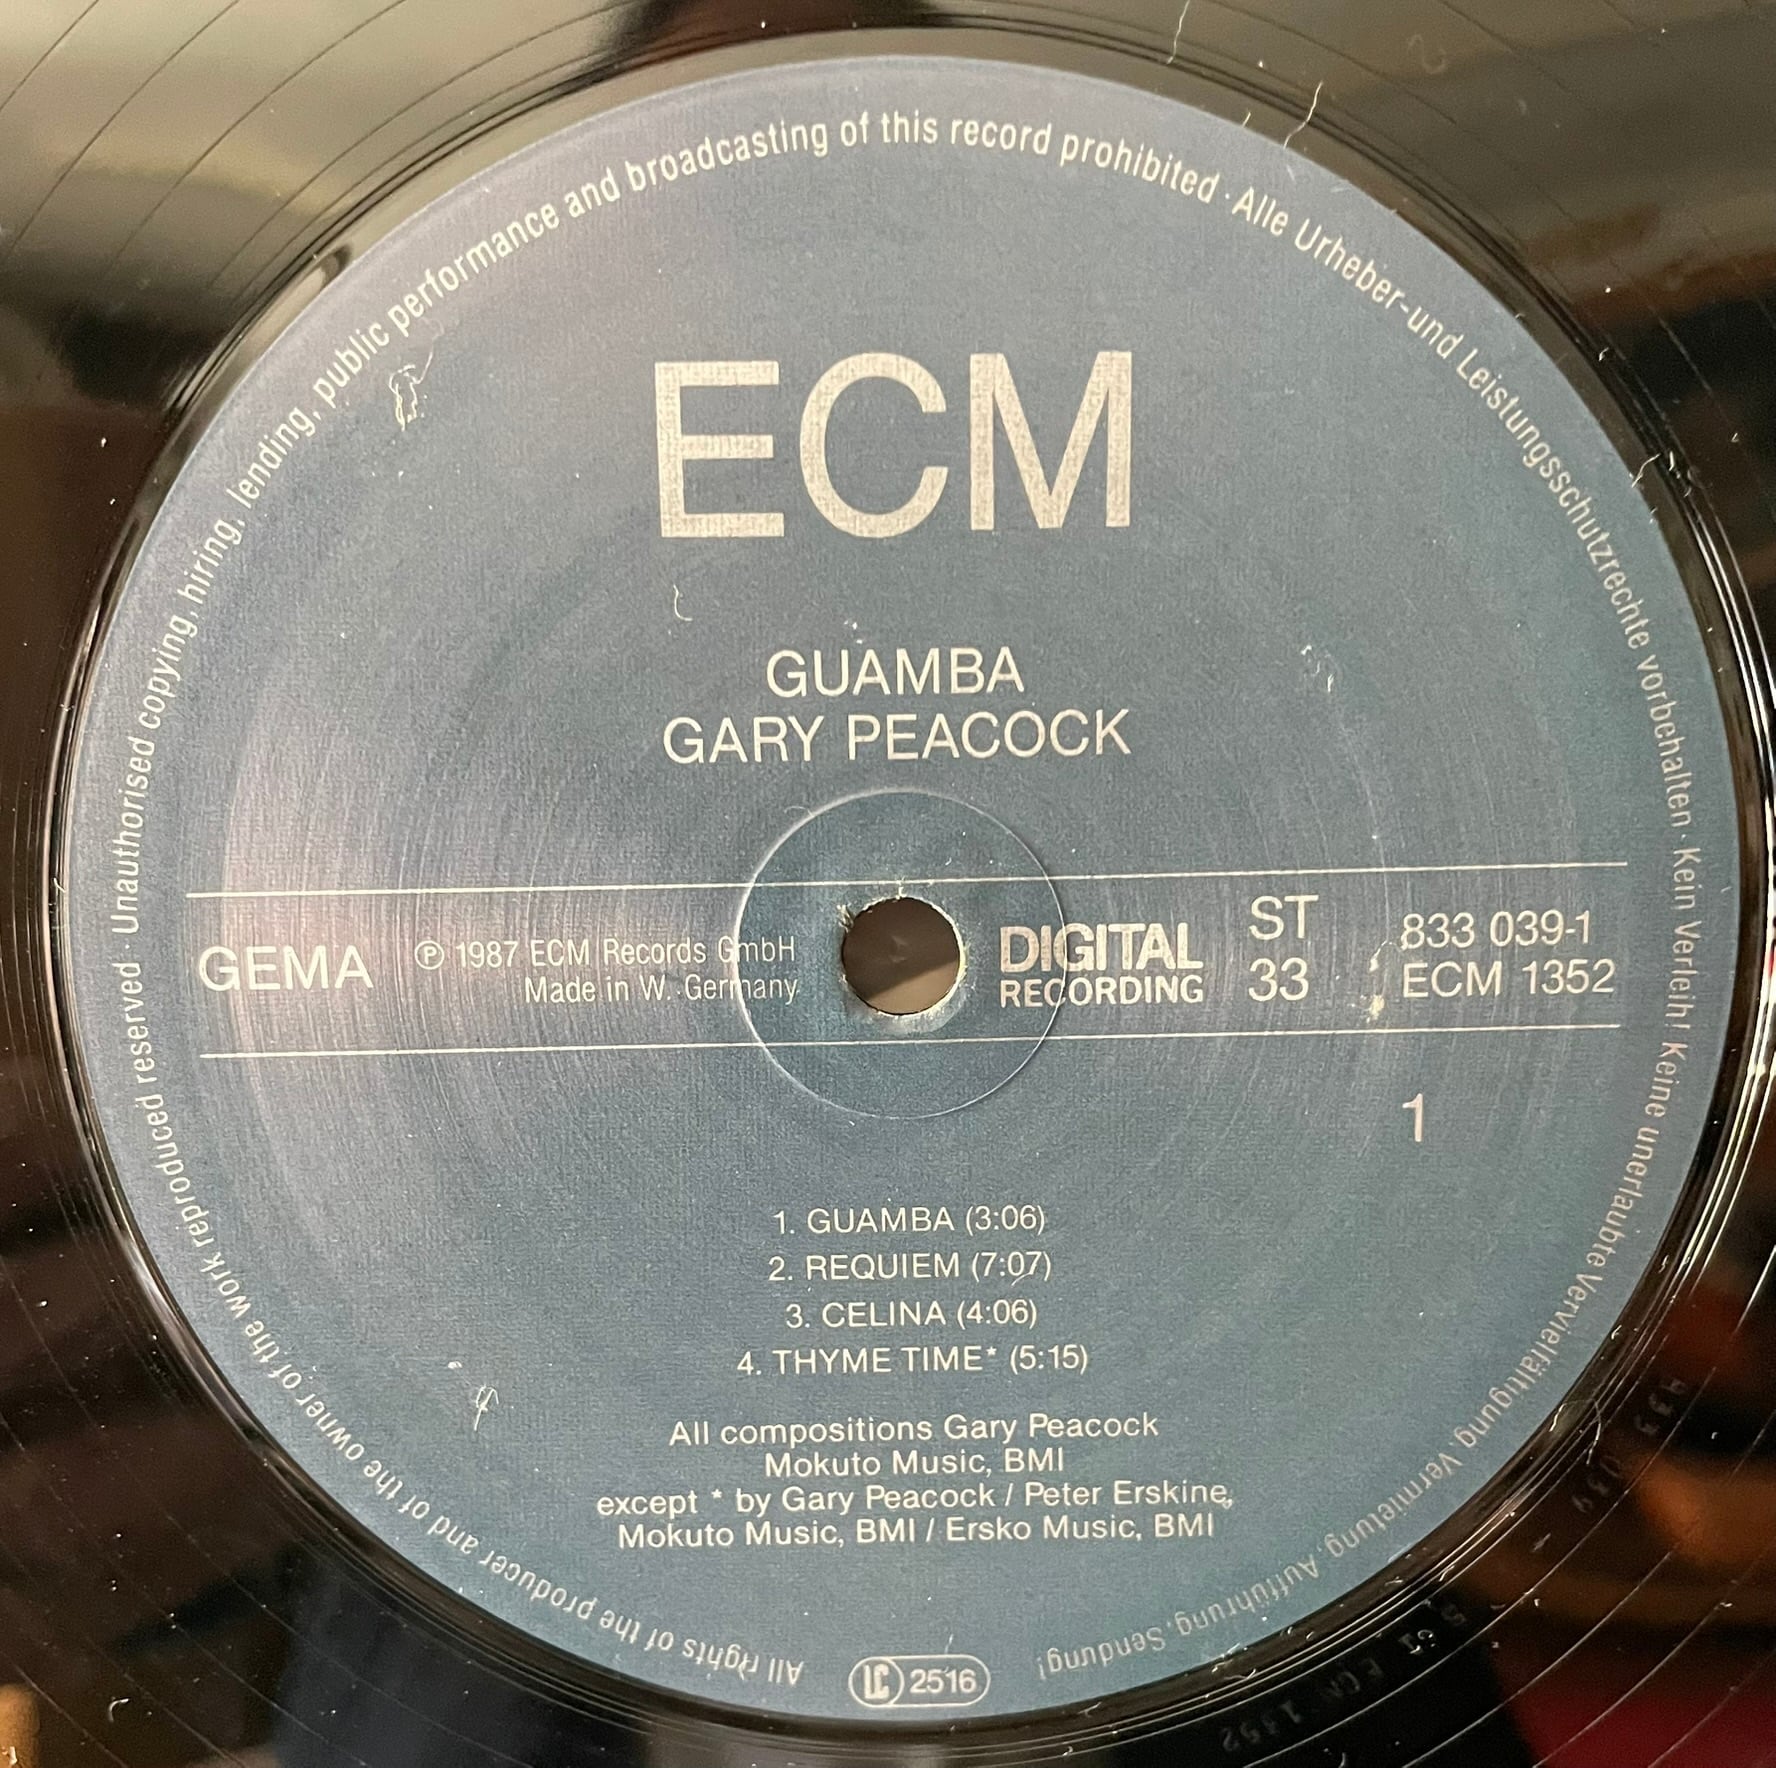 All rights of the producer and of the owner of the work reproduced reserved · Unauthorised copying, hiring, lending, public performance and broadcasting of this record prohibited · Alle Urheber-und Leistungsschutzrechte vorbehalten · Kein Verleih! Keine unerlaubte Vervielfältigung, Vermietung, Aufführung, Sendung!
ECM
GUAMBA
GARY PEACOCK
GEMA
℗ 1987 ECM Records GmbH
Made in W. Germany
DIGITAL
RECORDING
ST
33
833 039-1
ECM 1352
1
1. GUAMBA (3:06)
2. REQUIEM (7:07)
3. CELINA (4:06)
4. THYME TIME* (5:15)
All compositions Gary Peacock
Mokuto Music, BMI
except * by Gary Peacock / Peter Erskine,
Mokuto Music, BMI / Ersko Music, BMI
LC 2516